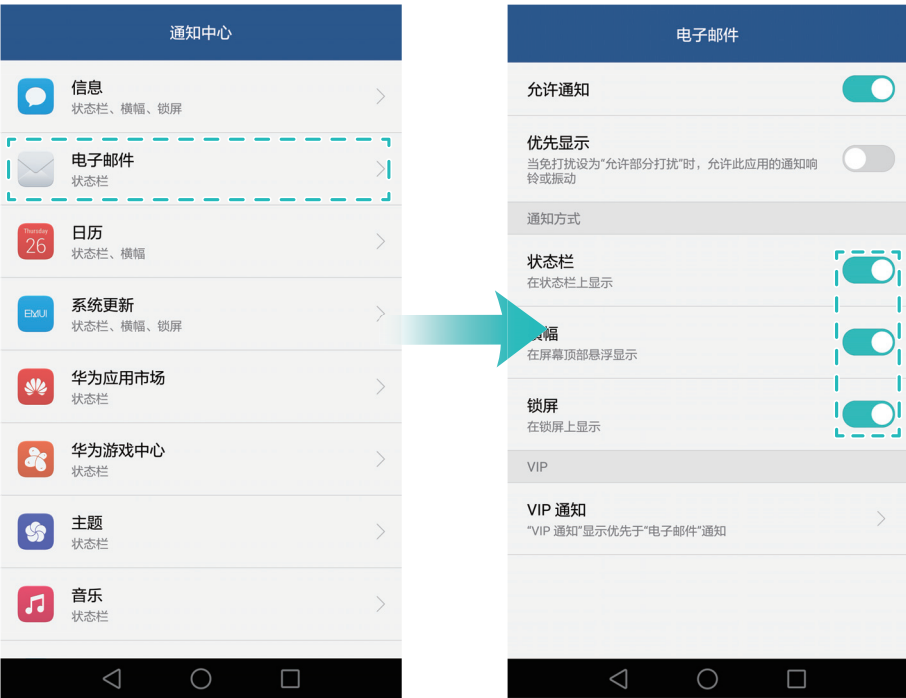 通知中心
信息
状态栏、横幅、锁屏
电子邮件
状态栏
Thursday
26
日历
状态栏、横幅
EMUI
系统更新
状态栏、横幅、锁屏
华为应用市场
状态栏
华为游戏中心
状态栏
主题
状态栏
音乐
状态栏
电子邮件
允许通知
优先显示
当免打扰设为“允许部分打扰”时，允许此应用的通知响
铃或振动
通知方式
状态栏
在状态栏上显示
幅
在屏幕顶部悬浮显示
锁屏
在锁屏上显示
VIP
VIP 通知
“VIP 通知”显示优先于“电子邮件”通知